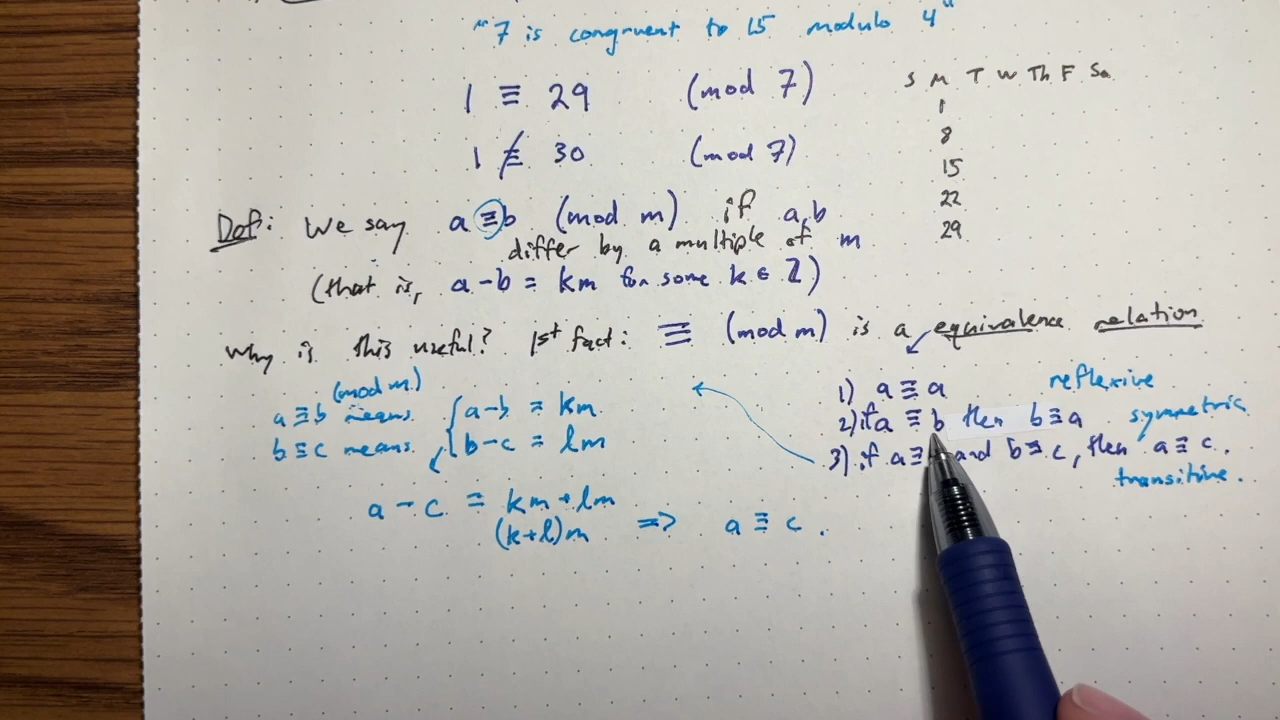 "7 is congruent to 15 modulo 4"
1 ≡ 29 (mod 7)
1 ≢ 30 (mod 7)
S M T W Th F Sa
1
8
15
22
29
Def: We say a ≡ b (mod m) if a, b
differ by a multiple of m
(that is, a-b = km for some k ∈ ℤ)
Why is this useful? 1st fact: ≡ (mod m) is a equivalence relation
(mod m)
a ≡ b means
b ≡ c means
a-b = km
b-c = lm
a - c = km + lm
(k+l)m => a ≡ c.
1) a ≡ a reflexive
2) if a ≡ b then b ≡ a symmetric
3) if a ≡ and b ≡ c, then a ≡ c.
transitive.